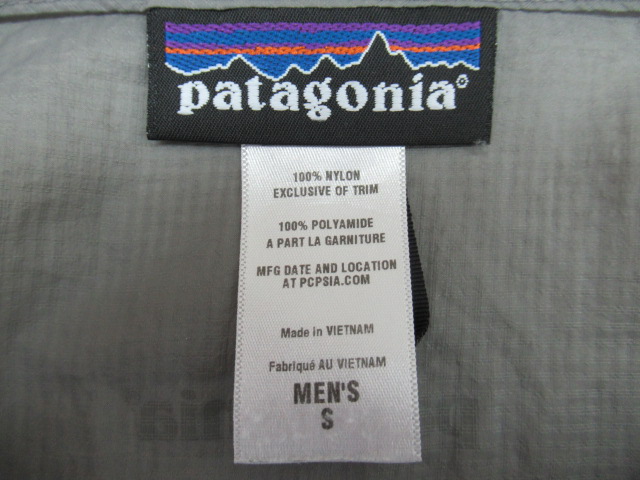 patagonia®
100% NYLON
EXCLUSIVE OF TRIM
100% POLYAMIDE
A PART LA GARNITURE
MFG DATE AND LOCATION
AT PCPSIA.COM
Made in VIETNAM
Fabriqué AU VIETNAM
MEN'S
S